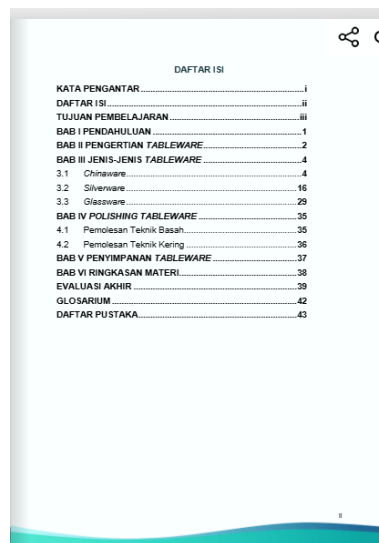 DAFTAR ISI
KATA PENGANTAR.....i
DAFTAR ISI.....ii
TUJUAN PEMBELAJARAN.....iii
BAB I PENDAHULUAN.....1
BAB II PENGERTIAN TABLEWARE.....2
BAB III JENIS-JENIS TABLEWARE.....4
3.1 Chinaware.....4
3.2 Silverware.....16
3.3 Glassware.....29
BAB IV POLISHING TABLEWARE.....35
4.1 Pemolesan Teknik Basah.....35
4.2 Pemolesan Teknik Kering.....36
BAB V PENYIMPANAN TABLEWARE.....37
BAB VI RINGKASAN MATERI.....38
EVALUASI AKHIR.....39
GLOSARIUM.....42
DAFTAR PUSTAKA.....43
ii